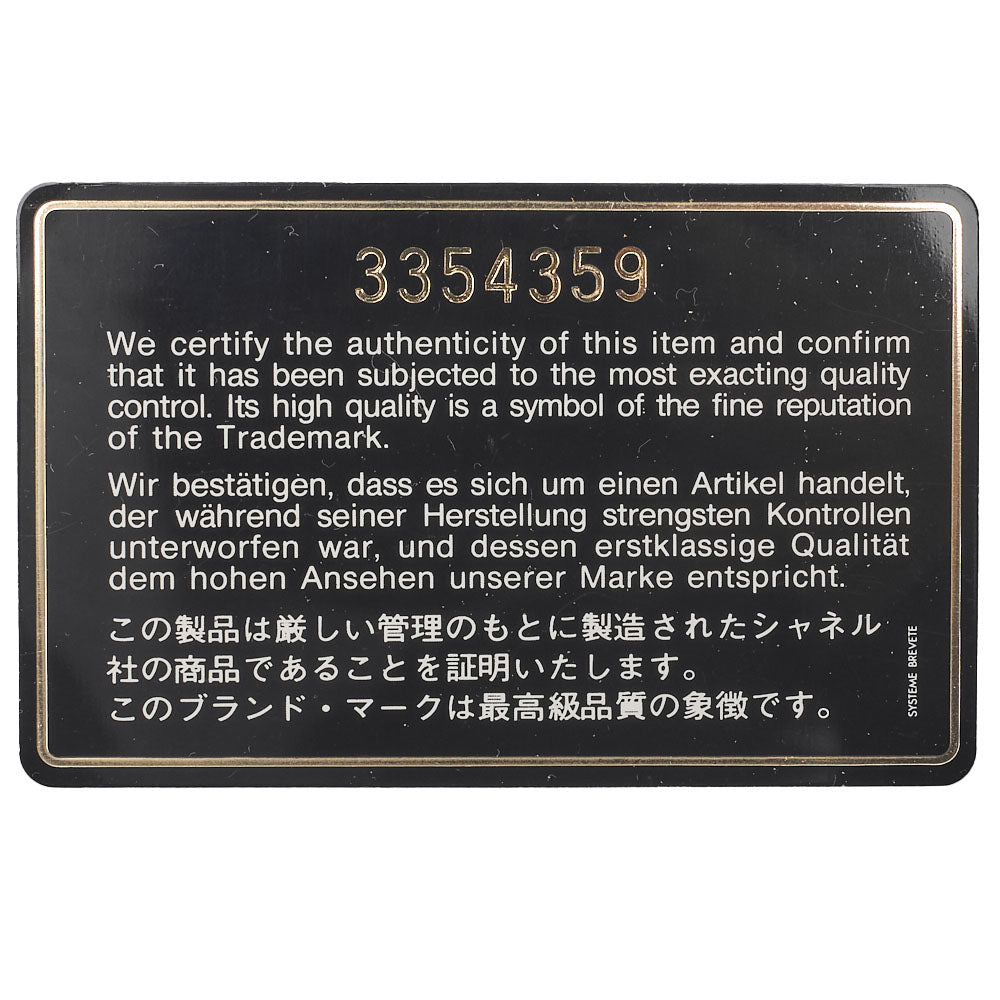 3354359
We certify the authenticity of this item and confirm
that it has been subjected to the most exacting quality
control. Its high quality is a symbol of the fine reputation
of the Trademark.
Wir bestätigen, dass es sich um einen Artikel handelt,
der während seiner Herstellung strengsten Kontrollen
unterworfen war, und dessen erstklassige Qualität
dem hohen Ansehen unserer Marke entspricht.
この製品は厳しい管理のもとに製造されたシャネル
社の商品であることを証明いたします。
このブランド・マークは最高級品質の象徴です。
SYSTEME BREVETE